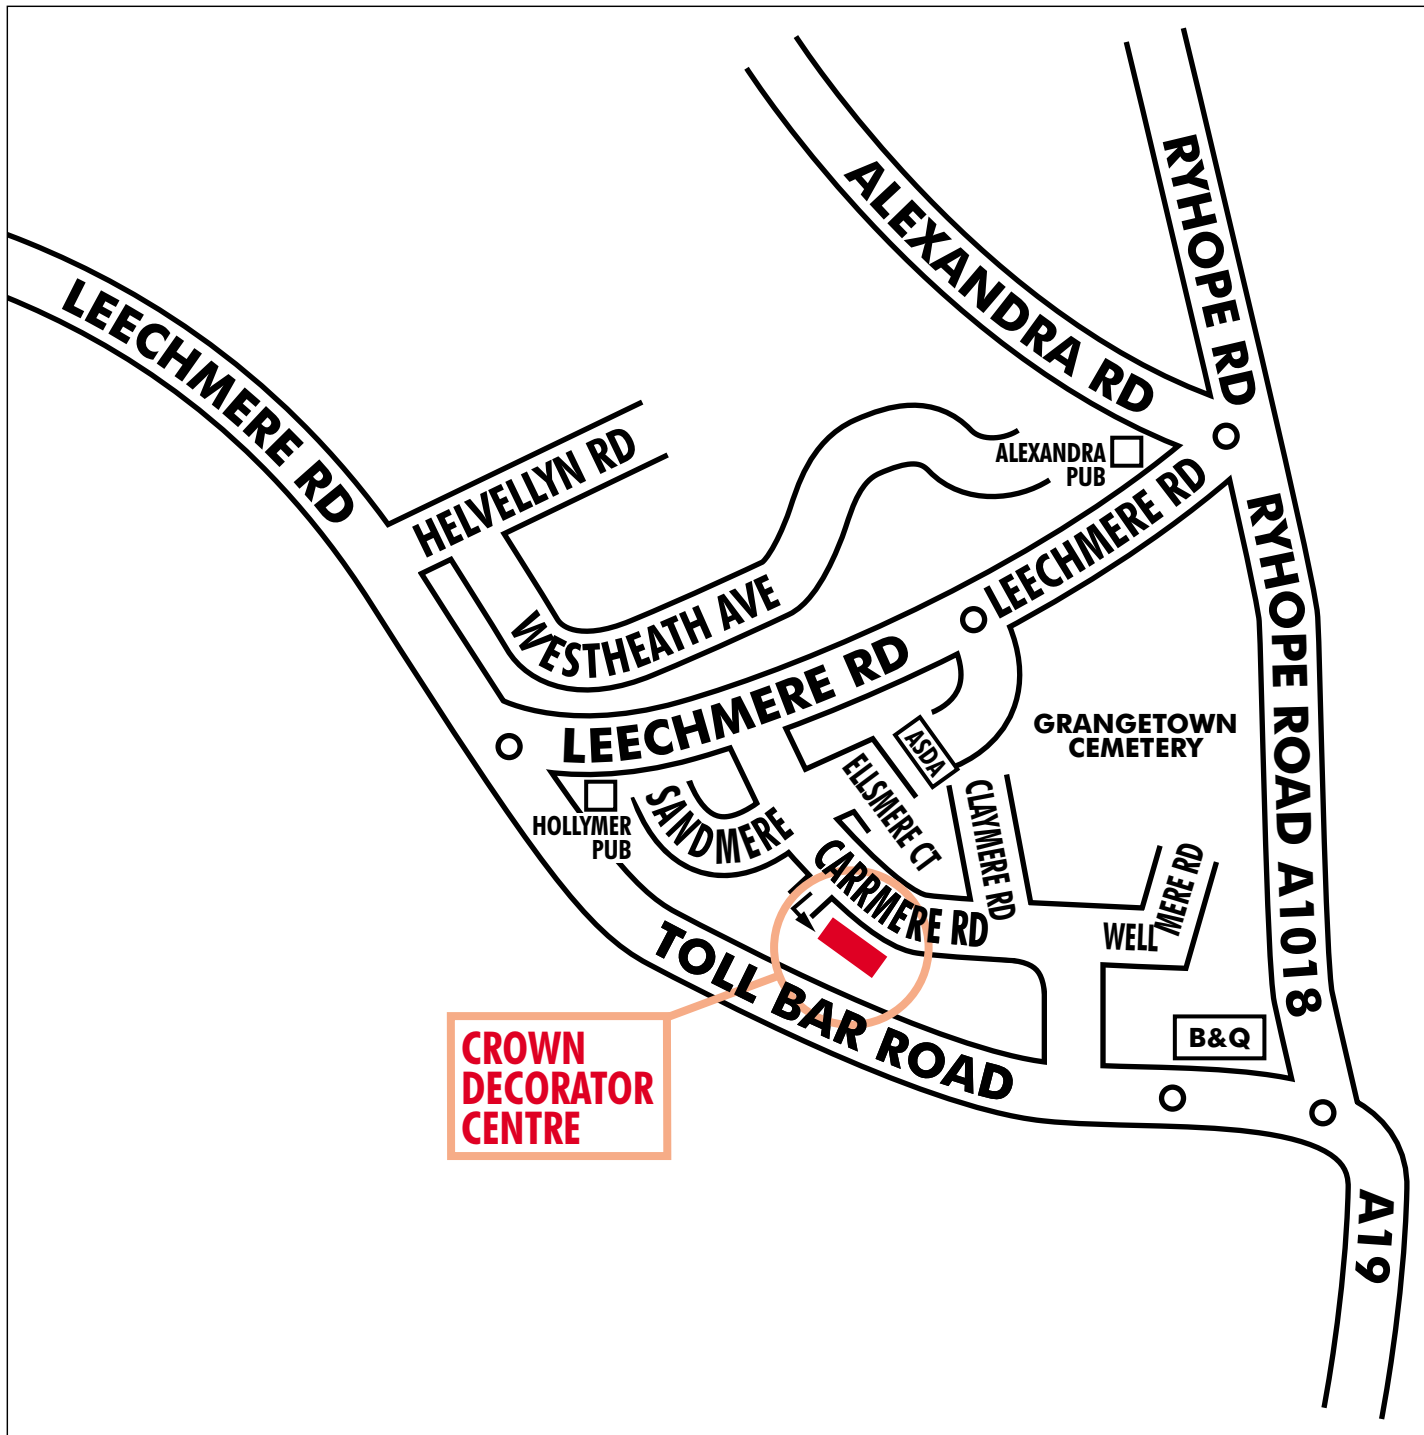 RYHOPE RD
ALEXANDRA RD
LEECHMERE RD
HELVELLYN RD
ALEXANDRA
PUB
LEECHMERE RD
WESTHEATH AVE
RYHOPE ROAD A1018
LEECHMERE RD
GRANGETOWN
CEMETERY
ASDA
ELLSMERE CT
CLAYMERE RD
SANDMERE
HOLLYMER
PUB
CARRMERE RD
WELL
MERE RD
TOLL BAR ROAD
B&Q
CROWN
DECORATOR
CENTRE
A19